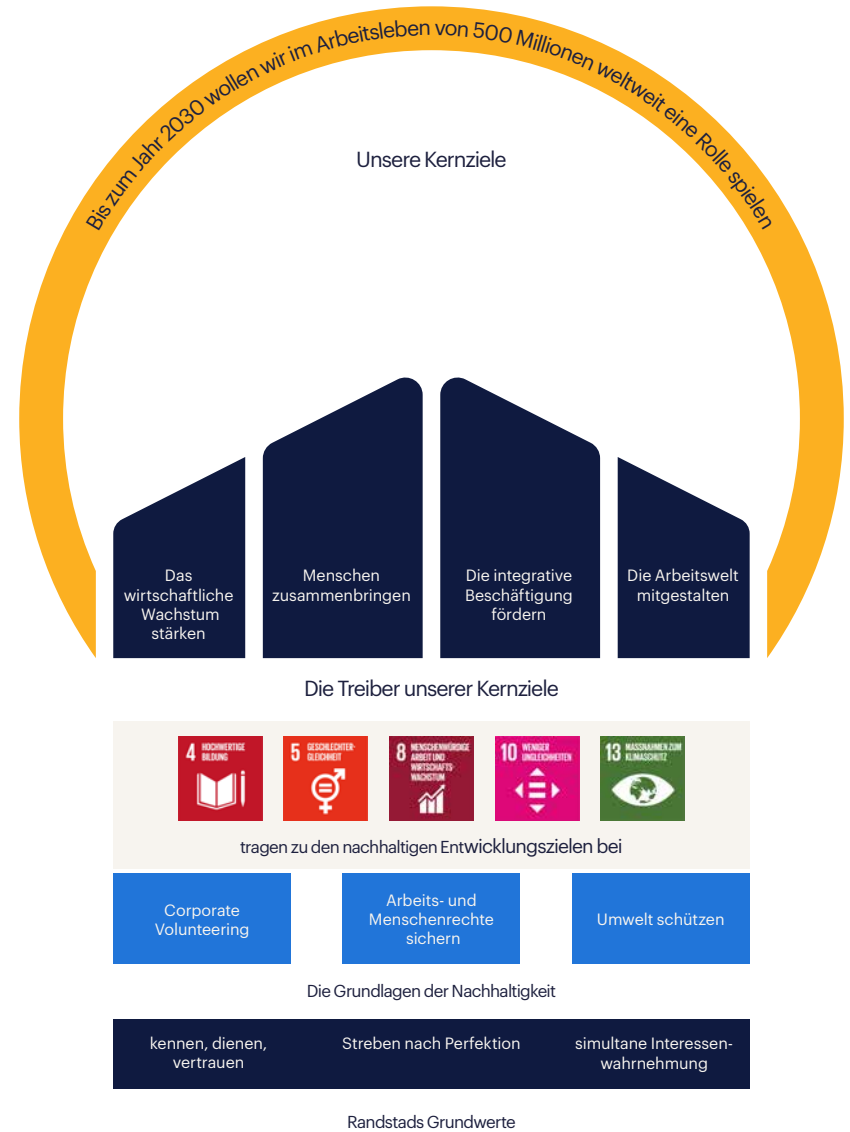 Bis zum Jahr 2030 wollen wir im Arbeitsleben von 500 Millionen weltweit eine Rolle spielen
Unsere Kernziele
Das
wirtschaftliche
Wachstum
stärken
Menschen
zusammenbringen
Die integrative
Beschäftigung
fördern
Die Arbeitswelt
mitgestalten
Die Treiber unserer Kernziele
4 HOCHWERTIGE
BILDUNG
5 GESCHLECHTER-
GLEICHHEIT
8 MENSCHENWÜRDIGE
ARBEIT UND
WIRTSCHAFTS-
WACHSTUM
10 WENIGER
UNGLEICHHEITEN
13 MASSNAHMEN ZUM
KLIMASCHUTZ
tragen zu den nachhaltigen Entwicklungszielen bei
Corporate
Volunteering
Arbeits- und
Menschenrechte
sichern
Umwelt schützen
Die Grundlagen der Nachhaltigkeit
kennen, dienen,
vertrauen
Streben nach Perfektion
simultane Interessen-
wahrnehmung
Randstads Grundwerte